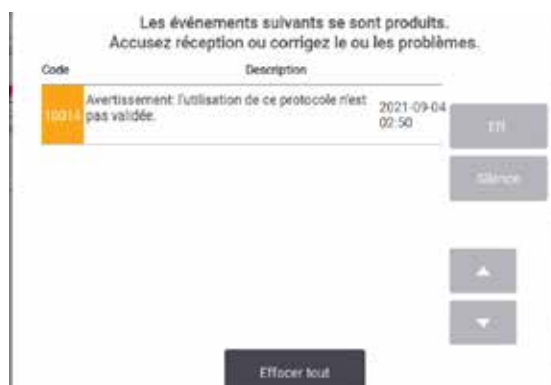 Les événements suivants se sont produits.
Accusez réception ou corrigez le ou les problèmes.
Code Description
Avertissement: l'utilisation de ce protocole n'est
pas validée.
2021-09-04
02:50
Silence
Effacer tout